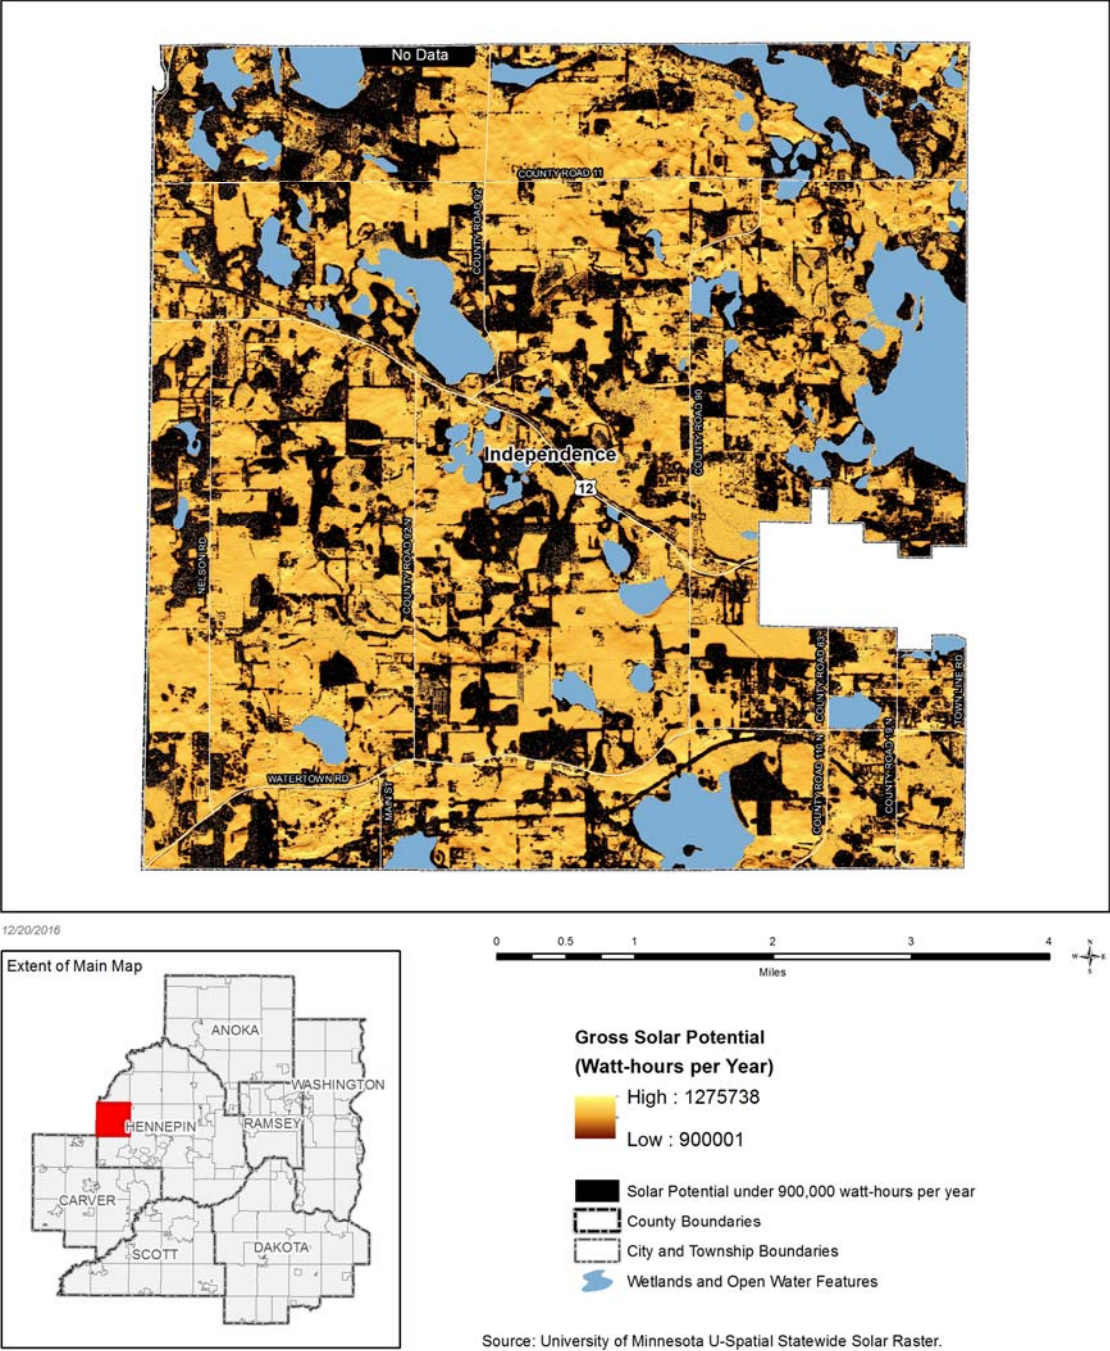 No Data
COUNTY ROAD 11
COUNTY ROAD 92
COUNTY ROAD 90
Independence
12
NELSON RD
COUNTY ROAD 92 N
COUNTY ROAD 83
TOWN LINE RD
WATERTOWN RD
MAIN ST
COUNTY ROAD 110 N
COUNTY ROAD 19 N
12/20/2016
0 0.5 1 2 3 4
Miles
N
W E
S
Extent of Main Map
ANOKA
WASHINGTON
HENNEPIN
RAMSEY
CARVER
SCOTT
DAKOTA
Gross Solar Potential
(Watt-hours per Year)
High : 1275738
Low : 900001
Solar Potential under 900,000 watt-hours per year
County Boundaries
City and Township Boundaries
Wetlands and Open Water Features
Source: University of Minnesota U-Spatial Statewide Solar Raster.